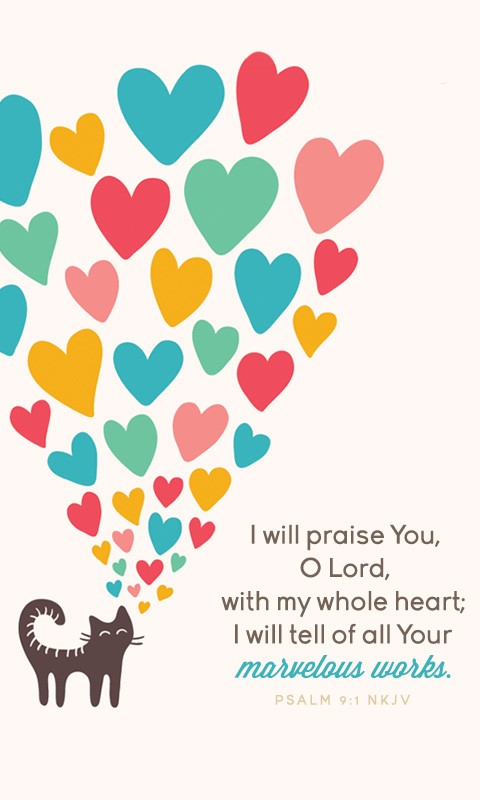 I will praise You,
O Lord,
with my whole heart;
I will tell of all Your
marvelous works.
PSALM 9:1 NKJV